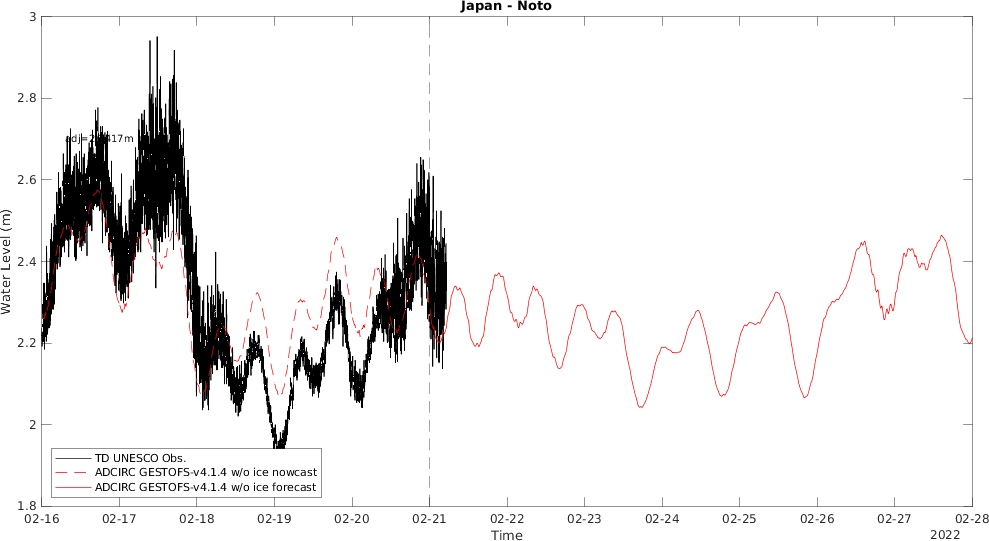 Japan - Noto
3
2.8
2.6
2.4
2.2
2
1.8
Water Level (m)
TD UNESCO Obs.
ADCIRC GESTOFS-v4.1.4 w/o ice nowcast
ADCIRC GESTOFS-v4.1.4 w/o ice forecast
02-16 02-17 02-18 02-19 02-20 02-21 02-22 02-23 02-24 02-25 02-26 02-27 02-28
Time
2022